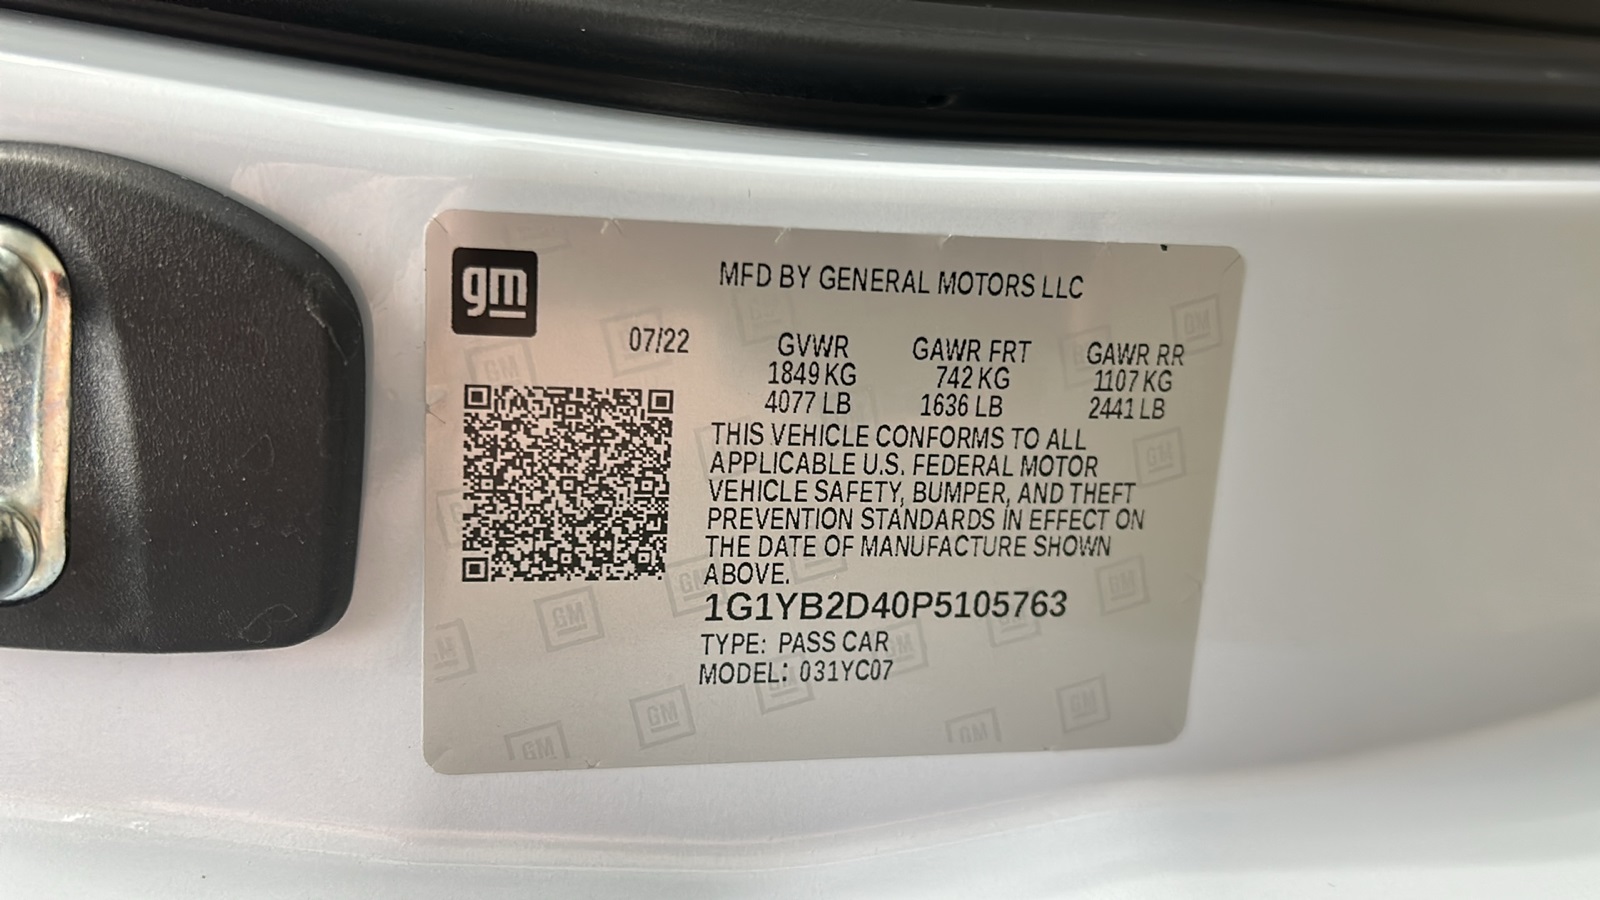 gm
MFD BY GENERAL MOTORS LLC
07/22 GVWR GAWR FRT GAWR RR
1849 KG 742 KG 1107 KG
4077 LB 1636 LB 2441 LB
THIS VEHICLE CONFORMS TO ALL
APPLICABLE U.S. FEDERAL MOTOR
VEHICLE SAFETY, BUMPER, AND THEFT
PREVENTION STANDARDS IN EFFECT ON
THE DATE OF MANUFACTURE SHOWN
ABOVE.
1G1YB2D40P5105763
TYPE: PASS CAR
MODEL: 031YC07